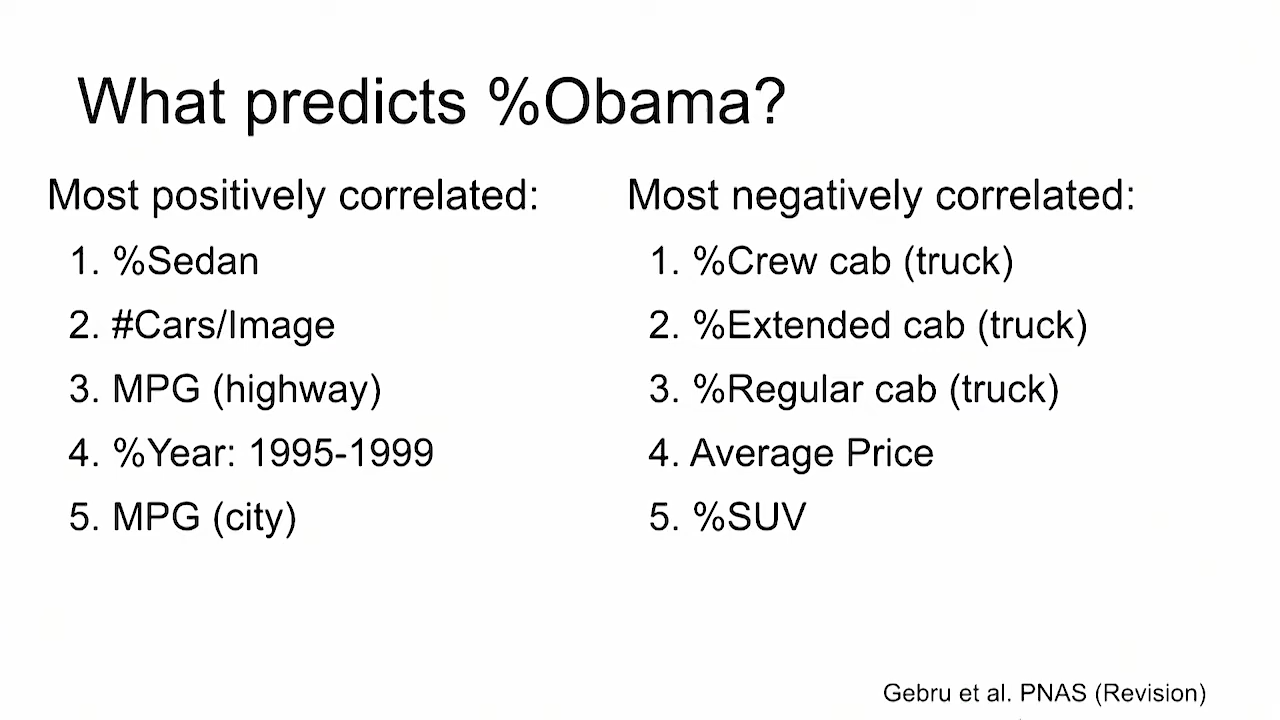 What predicts %Obama?
Most positively correlated:
1. %Sedan
2. #Cars/Image
3. MPG (highway)
4. %Year: 1995-1999
5. MPG (city)
Most negatively correlated:
1. %Crew cab (truck)
2. %Extended cab (truck)
3. %Regular cab (truck)
4. Average Price
5. %SUV
Gebru et al. PNAS (Revision)